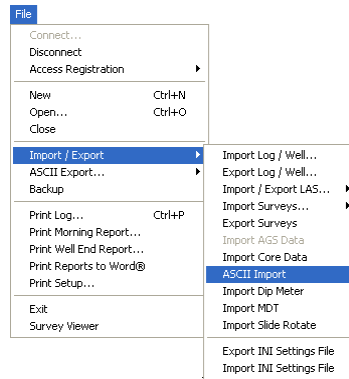 File
Connect...
Disconnect
Access Registration
New Ctrl+N
Open... Ctrl+O
Close
Import / Export
ASCII Export...
Backup
Print Log... Ctrl+P
Print Morning Report...
Print Well End Report...
Print Reports to Word®
Print Setup...
Exit
Survey Viewer
Import Log / Well...
Export Log / Well...
Import / Export LAS...
Import Surveys...
Export Surveys
Import AGS Data
Import Core Data
ASCII Import
Import Dip Meter
Import MDT
Import Slide Rotate
Export INI Settings File
Import INI Settings File